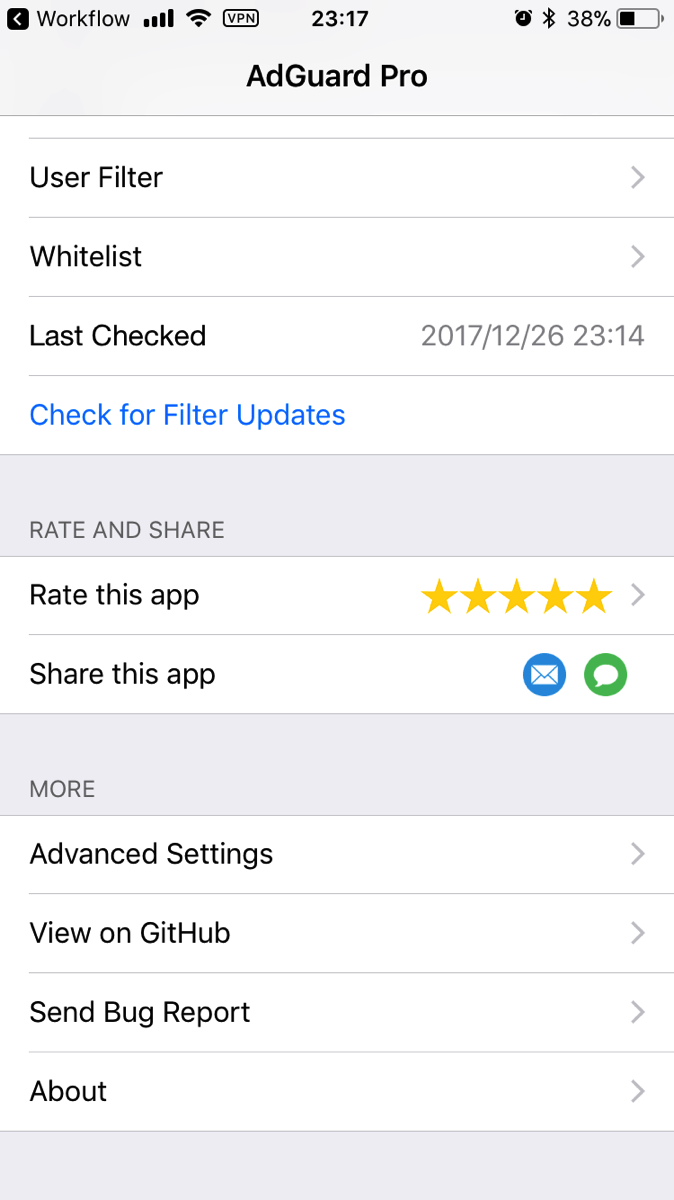 Workflow VPN 23:17 38%
AdGuard Pro
User Filter
Whitelist
Last Checked 2017/12/26 23:14
Check for Filter Updates
RATE AND SHARE
Rate this app
Share this app
MORE
Advanced Settings
View on GitHub
Send Bug Report
About